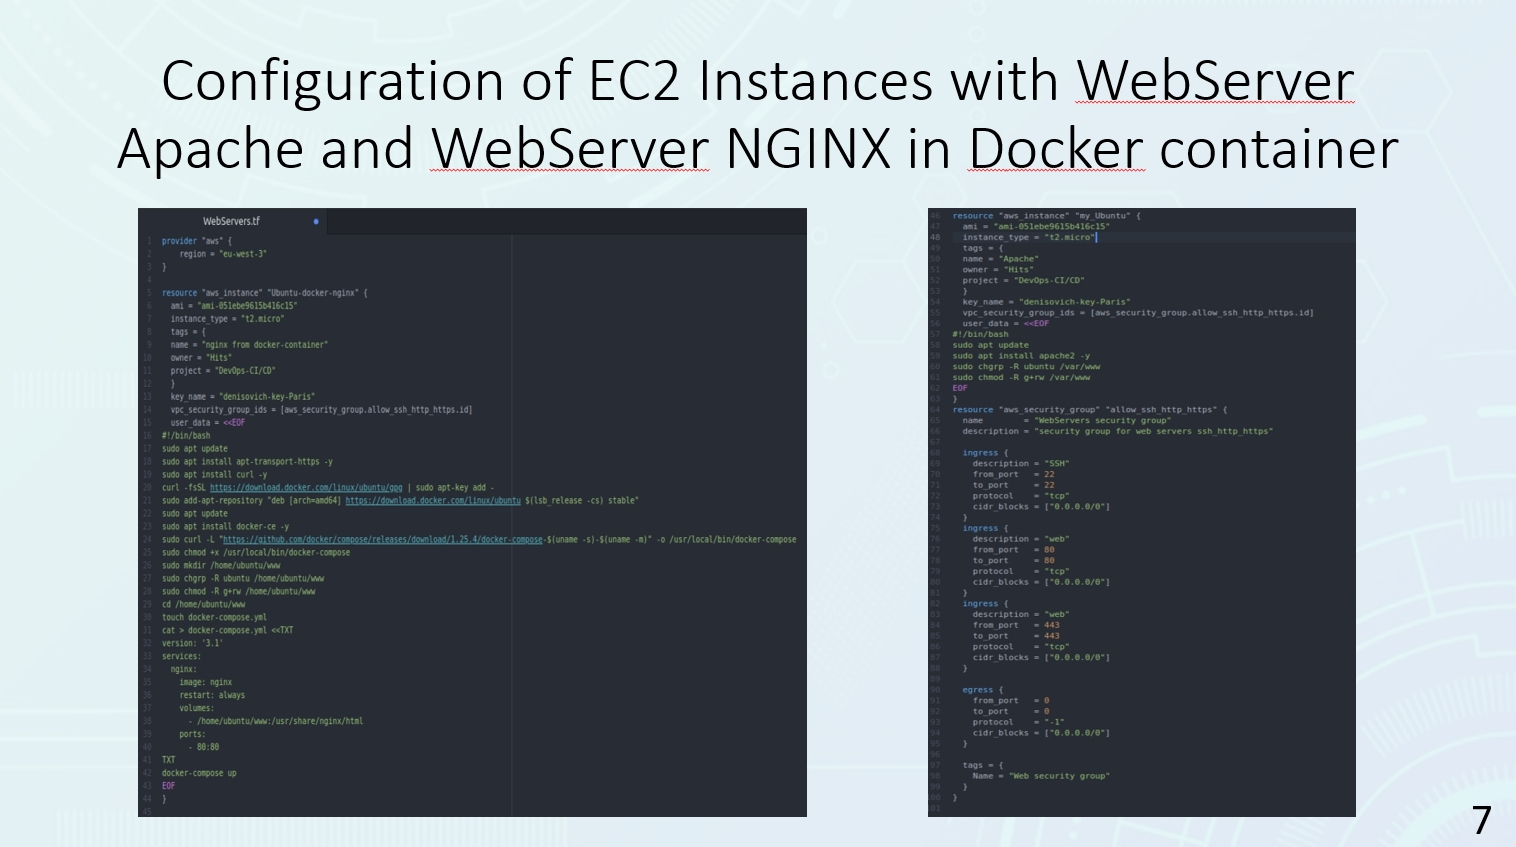 Configuration of EC2 Instances with WebServer
Apache and WebServer NGINX in Docker container
WebServers.tf
1 provider "aws" {
2     region = "eu-west-3"
3 }
4
5 resource "aws_instance" "Ubuntu-docker-nginx" {
6   ami = "ami-051ebe9615b416c15"
7   instance_type = "t2.micro"
8   tags = {
9   name = "nginx from docker-container"
10   owner = "Hits"
11   project = "DevOps-CI/CD"
12   }
13   key_name = "denisovich-key-Paris"
14   vpc_security_group_ids = [aws_security_group.allow_ssh_http_https.id]
15   user_data = <<EOF
16 #!/bin/bash
17 sudo apt update
18 sudo apt install apt-transport-https -y
19 sudo apt install curl -y
20 curl -fsSL https://download.docker.com/linux/ubuntu/gpg | sudo apt-key add -
21 sudo add-apt-repository "deb [arch=amd64] https://download.docker.com/linux/ubuntu $(lsb_release -cs) stable"
22 sudo apt update
23 sudo apt install docker-ce -y
24 sudo curl -L "https://github.com/docker/compose/releases/download/1.25.4/docker-compose-$(uname -s)-$(uname -m)" -o /usr/local/bin/docker-compose
25 sudo chmod +x /usr/local/bin/docker-compose
26 sudo mkdir /home/ubuntu/www
27 sudo chgrp -R ubuntu /home/ubuntu/www
28 sudo chmod -R g+rw /home/ubuntu/www
29 cd /home/ubuntu/www
30 touch docker-compose.yml
31 cat > docker-compose.yml <<TXT
32 version: '3.1'
33 services:
34   nginx:
35     image: nginx
36     restart: always
37     volumes:
38       - /home/ubuntu/www:/usr/share/nginx/html
39     ports:
40       - 80:80
41 TXT
42 docker-compose up
43 EOF
44 }
45
46 resource "aws_instance" "my_Ubuntu" {
47   ami = "ami-051ebe9615b416c15"
48   instance_type = "t2.micro"
49   tags = {
50   name = "Apache"
51   owner = "Hits"
52   project = "DevOps-CI/CD"
53   }
54   key_name = "denisovich-key-Paris"
55   vpc_security_group_ids = [aws_security_group.allow_ssh_http_https.id]
56   user_data = <<EOF
57 #!/bin/bash
58 sudo apt update
59 sudo apt install apache2 -y
60 sudo chgrp -R ubuntu /var/www
61 sudo chmod -R g+rw /var/www
62 EOF
63 }
64 resource "aws_security_group" "allow_ssh_http_https" {
65   name        = "WebServers security group"
66   description = "security group for web servers ssh_http_https"
67
68   ingress {
69     description = "SSH"
70     from_port   = 22
71     to_port     = 22
72     protocol    = "tcp"
73     cidr_blocks = ["0.0.0.0/0"]
74   }
75   ingress {
76     description = "web"
77     from_port   = 80
78     to_port     = 80
79     protocol    = "tcp"
80     cidr_blocks = ["0.0.0.0/0"]
81   }
82   ingress {
83     description = "web"
84     from_port   = 443
85     to_port     = 443
86     protocol    = "tcp"
87     cidr_blocks = ["0.0.0.0/0"]
88   }
89
90   egress {
91     from_port   = 0
92     to_port     = 0
93     protocol    = "-1"
94     cidr_blocks = ["0.0.0.0/0"]
95   }
96
97   tags = {
98     Name = "Web security group"
99   }
100 }
101
7